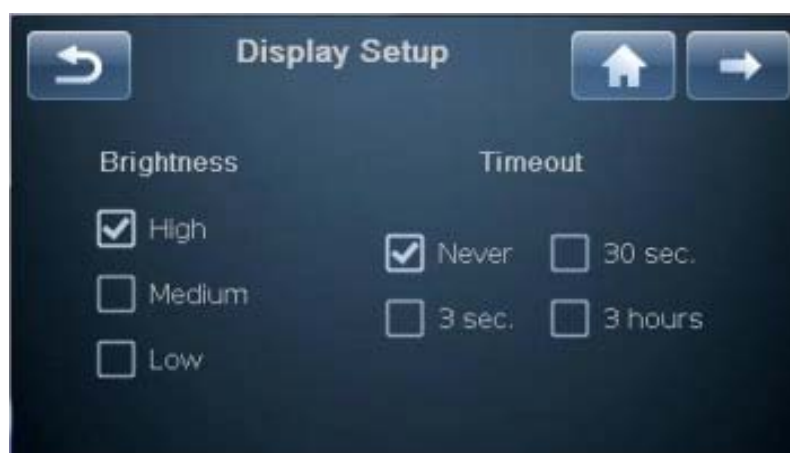 Display Setup
Brightness
High
Medium
Low
Timeout
Never
30 sec.
3 sec.
3 hours